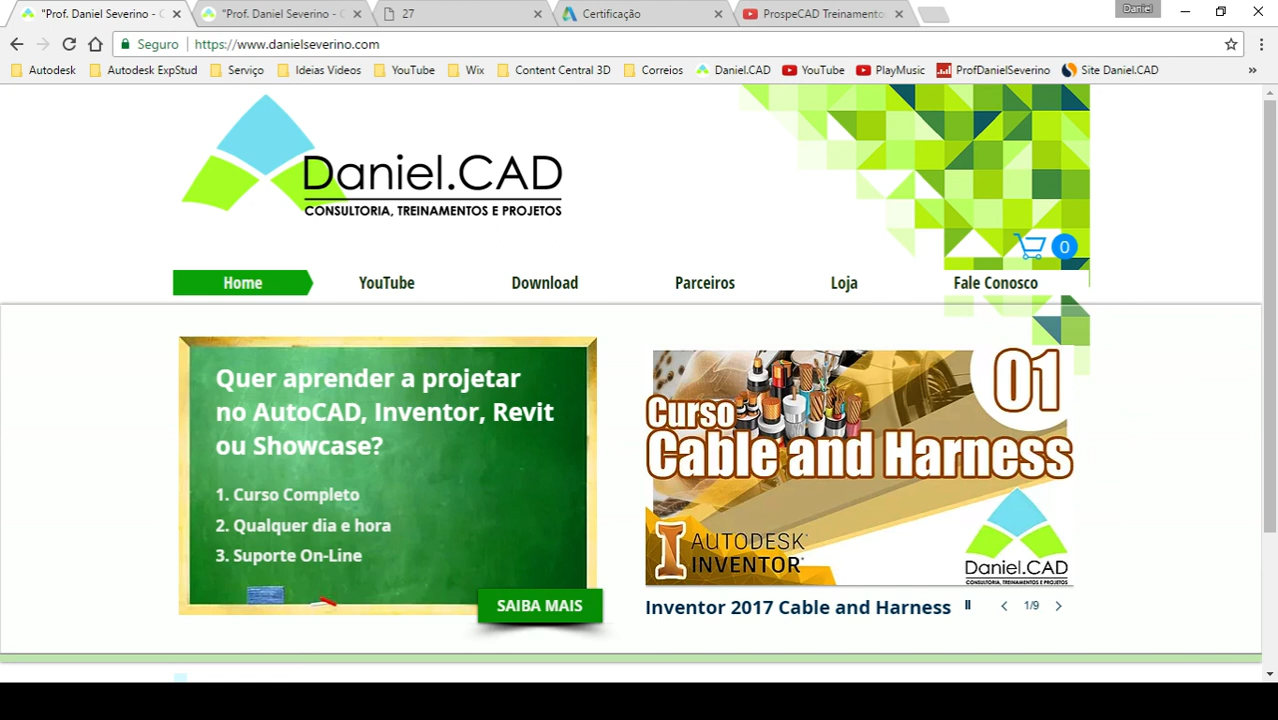 "Prof. Daniel Severino - C
"Prof. Daniel Severino - C
27
Certificação
ProspeCAD Treinamento
Daniel
Seguro
https://www.danielseverino.com
Autodesk
Autodesk ExpStud
Serviço
Ideias Videos
YouTube
Wix
Content Central 3D
Correios
Daniel.CAD
YouTube
PlayMusic
ProfDanielSeverino
Site Daniel.CAD
»
Daniel.CAD
CONSULTORIA, TREINAMENTOS E PROJETOS
0
Home
YouTube
Download
Parceiros
Loja
Fale Conosco
Quer aprender a projetar
no AutoCAD, Inventor, Revit
ou Showcase?
1. Curso Completo
2. Qualquer dia e hora
3. Suporte On-Line
SAIBA MAIS
01
Curso
Cable and Harness
I AUTODESK
INVENTOR
Daniel.CAD
CONSULTORIA, TREINAMENTOS E PROJETOS
Inventor 2017 Cable and Harness
1/9